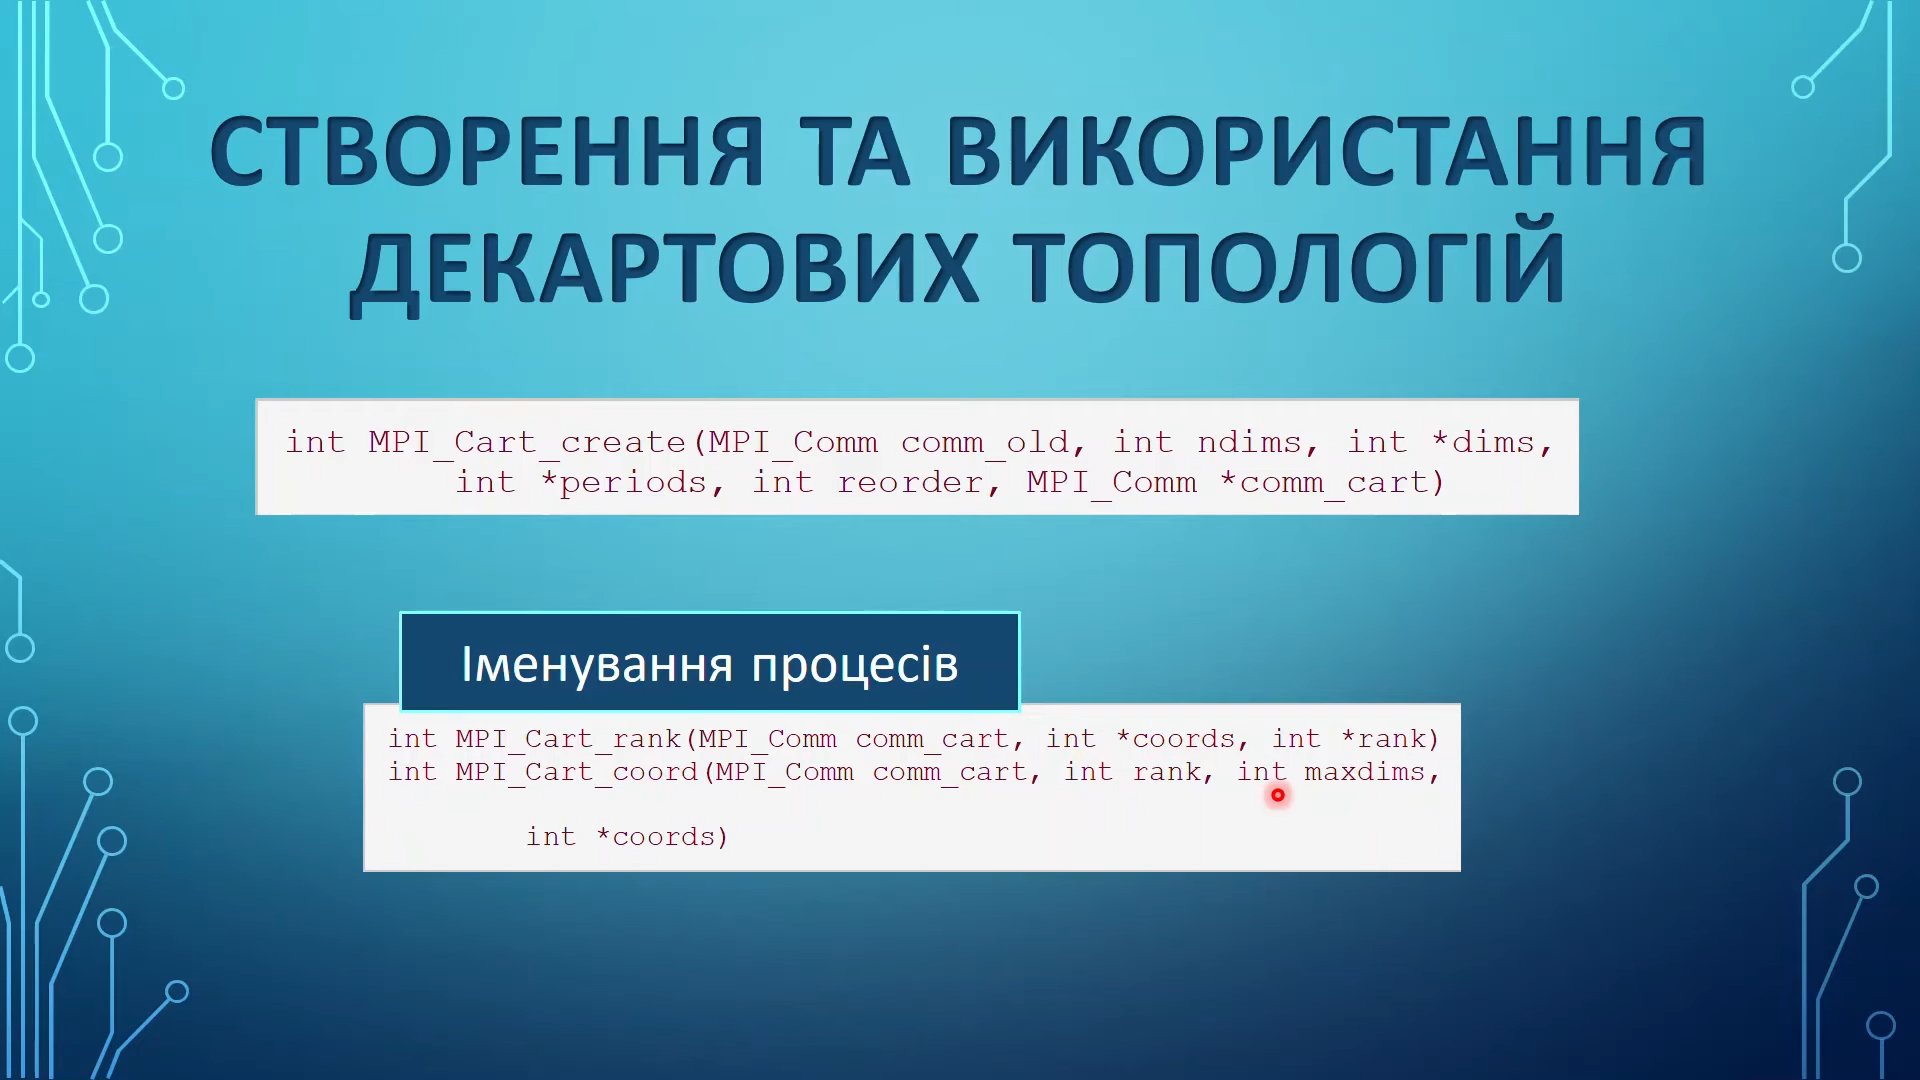 СТВОРЕННЯ ТА ВИКОРИСТАННЯ
ДЕКАРТОВИХ ТОПОЛОГІЙ
int MPI_Cart_create(MPI_Comm comm_old, int ndims, int *dims,
int *periods, int reorder, MPI_Comm *comm_cart)
Іменування процесів
int MPI_Cart_rank(MPI_Comm comm_cart, int *coords, int *rank)
int MPI_Cart_coord(MPI_Comm comm_cart, int rank, int maxdims,
int *coords)